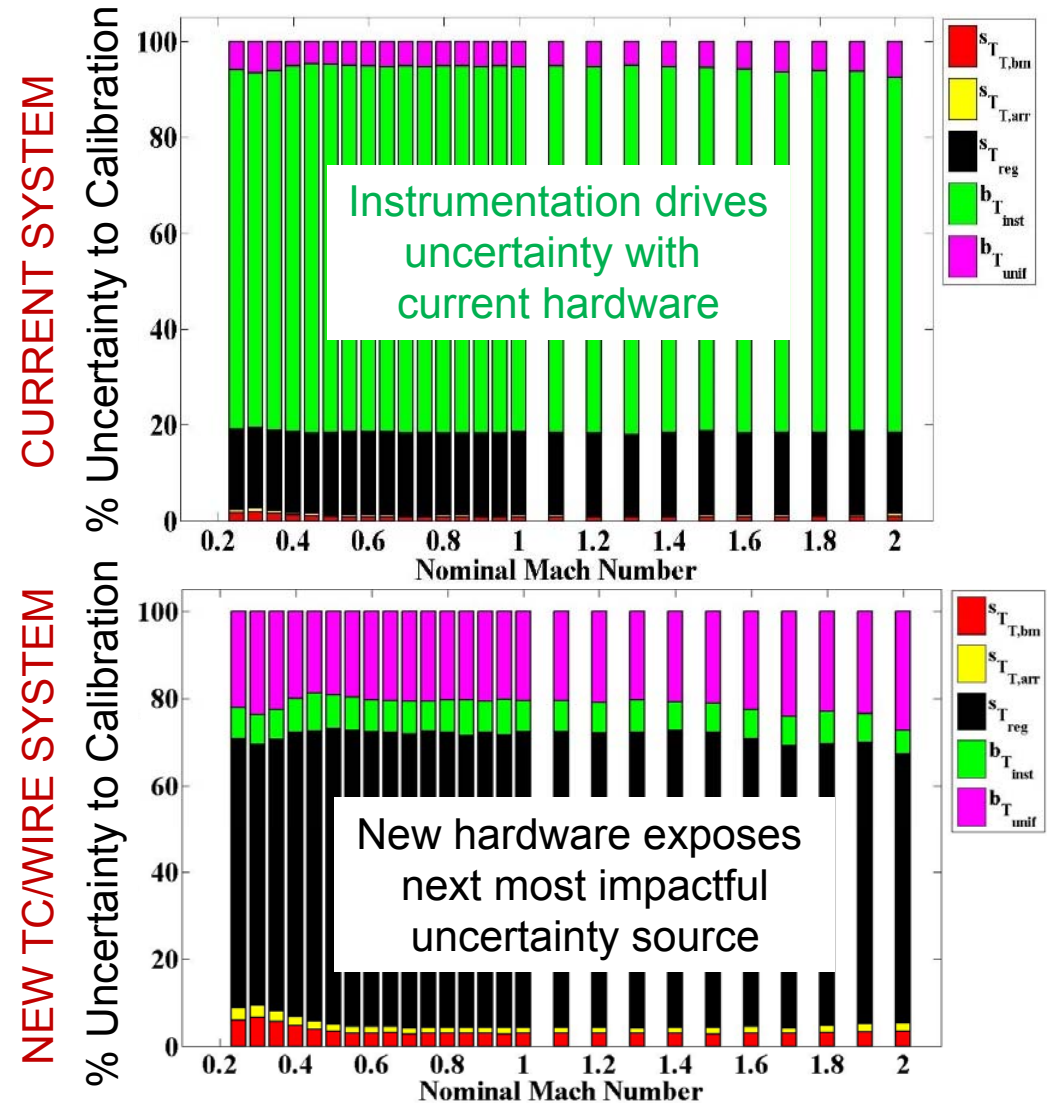 CURRENT SYSTEM
% Uncertainty to Calibration
100
80
60
40
20
0
0.2 0.4 0.6 0.8 1 1.2 1.4 1.6 1.8 2
Nominal Mach Number
Instrumentation drives
uncertainty with
current hardware
s_T_T,bm
s_T_T,arr
s_T_reg
b_T_inst
b_T_unif
NEW TC/WIRE SYSTEM
% Uncertainty to Calibration
100
80
60
40
20
0
0.2 0.4 0.6 0.8 1 1.2 1.4 1.6 1.8 2
Nominal Mach Number
New hardware exposes
next most impactful
uncertainty source
s_T_T,bm
s_T_T,arr
s_T_reg
b_T_inst
b_T_unif